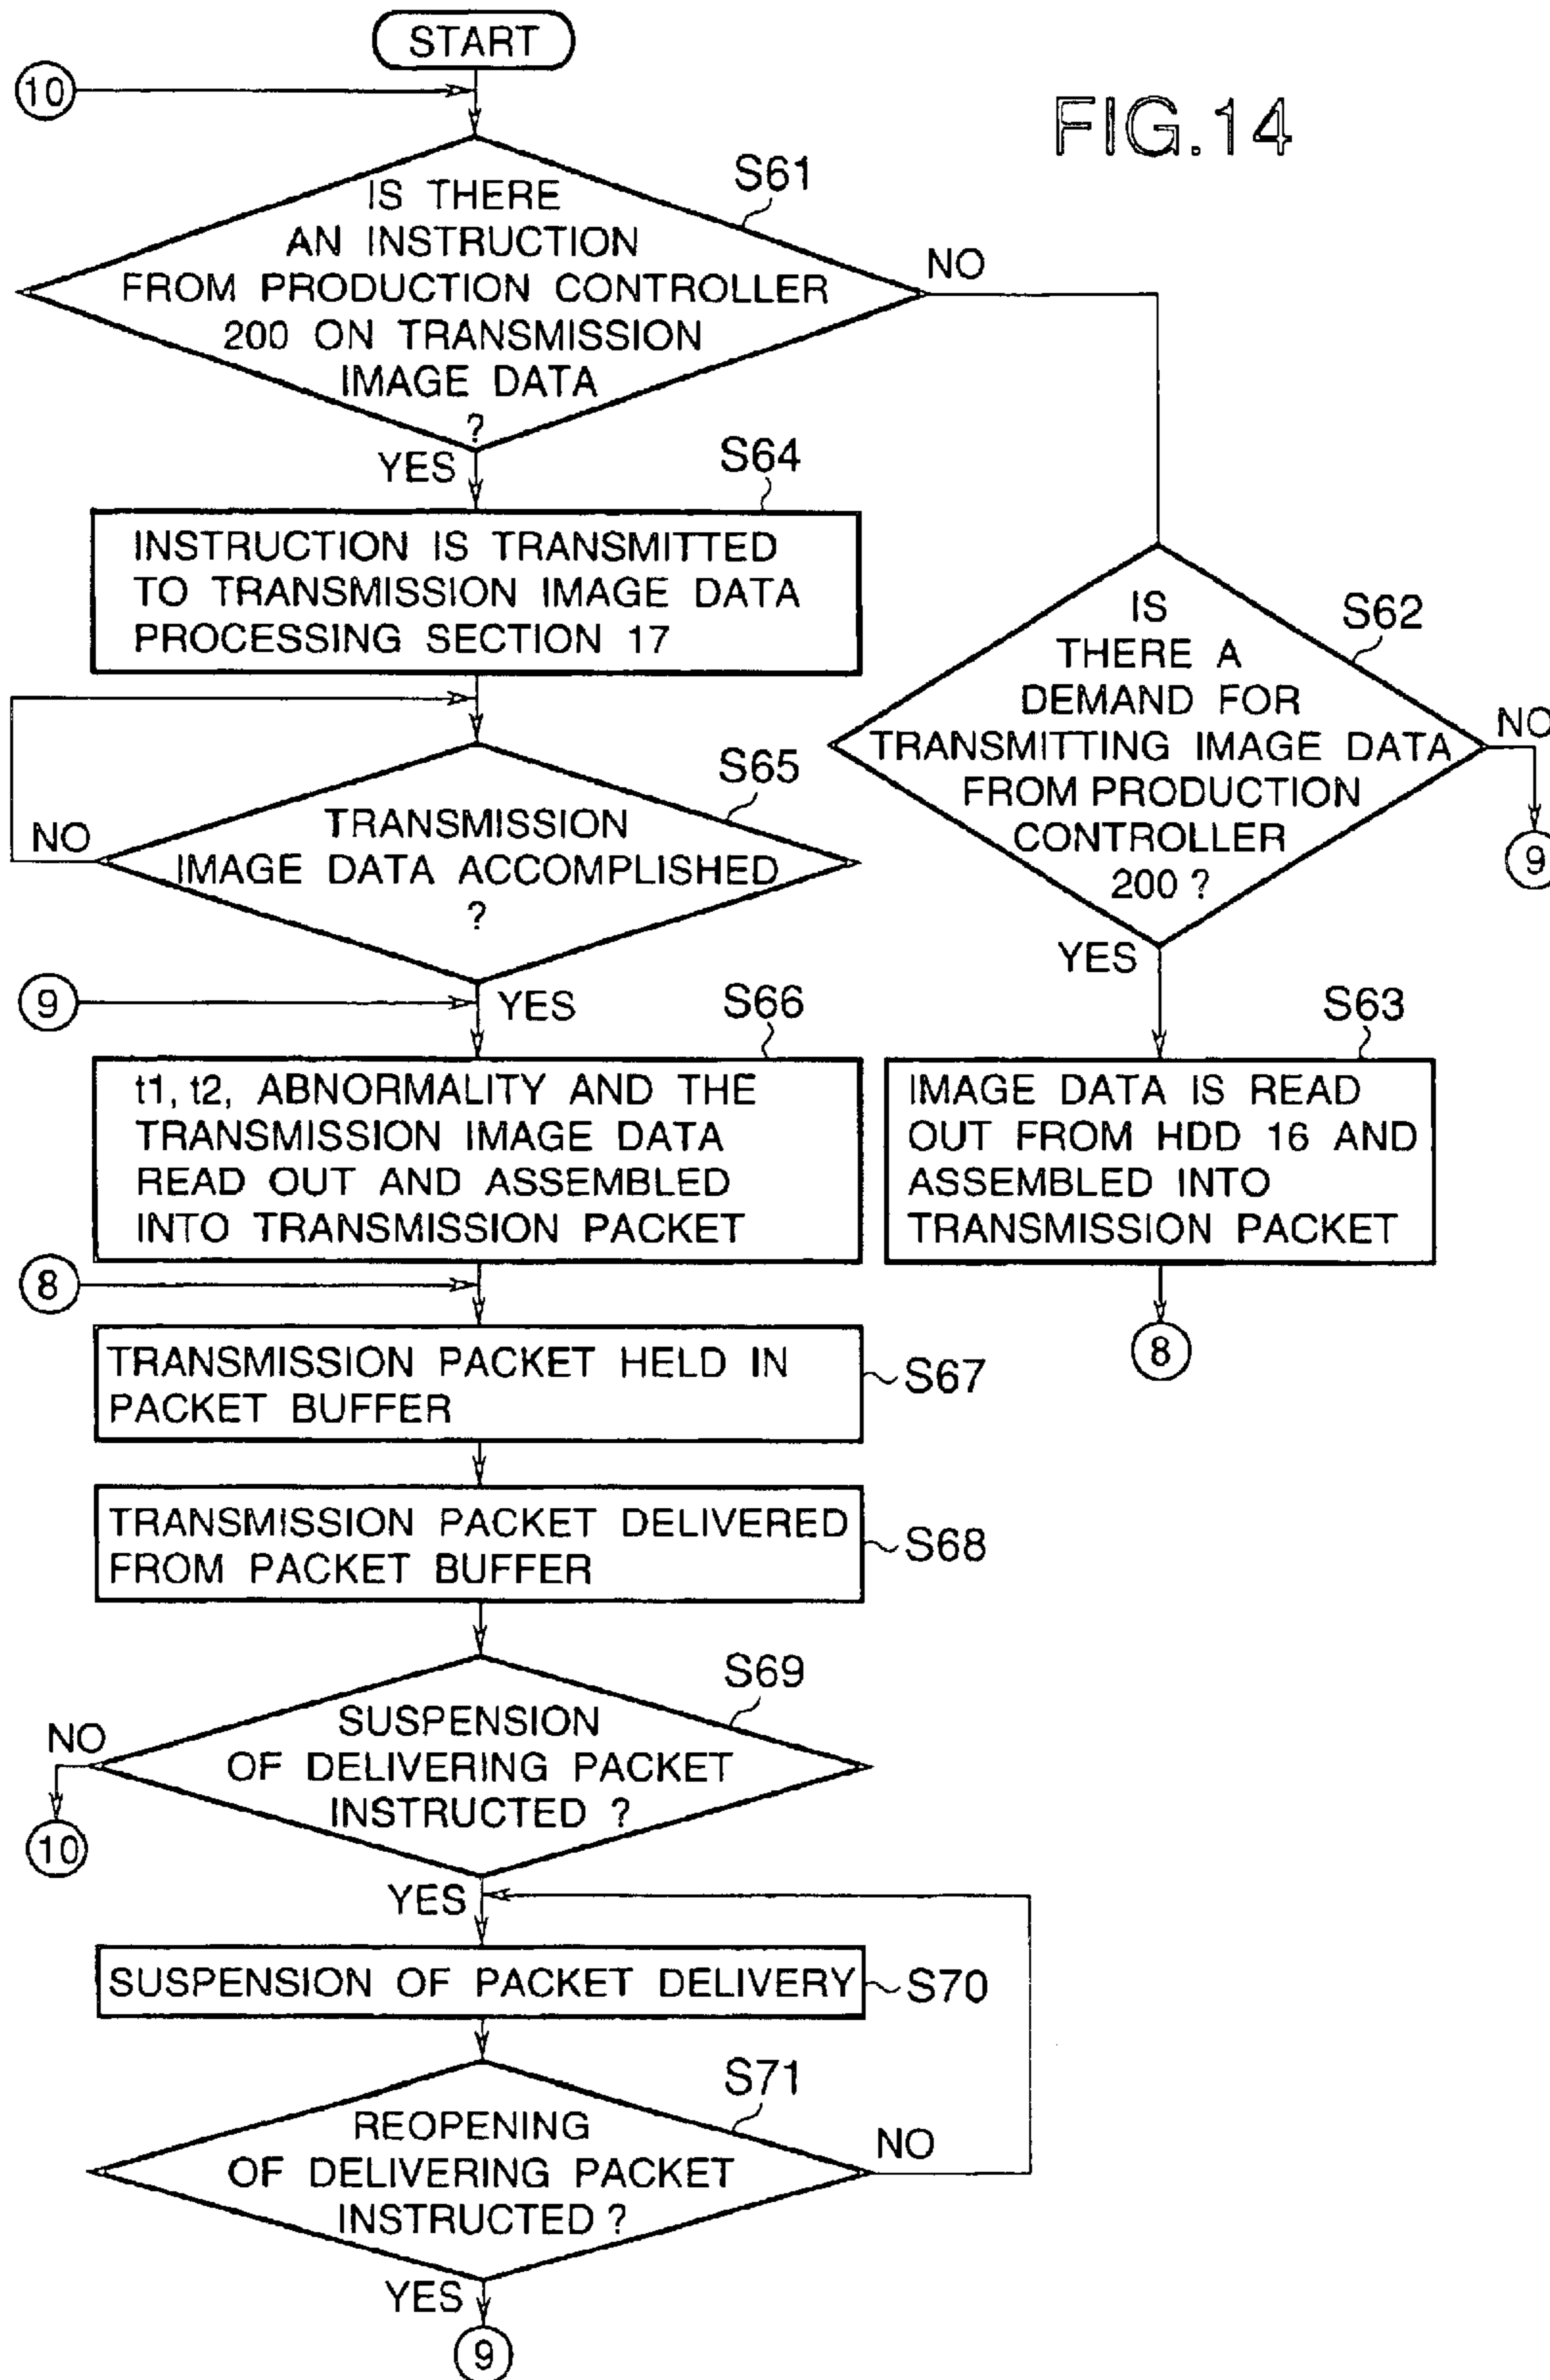 START
10
FIG.14
S61
IS THERE
AN INSTRUCTION
FROM PRODUCTION CONTROLLER
200 ON TRANSMISSION
IMAGE DATA
?
NO
YES
S64
INSTRUCTION IS TRANSMITTED
TO TRANSMISSION IMAGE DATA
PROCESSING SECTION 17
S62
IS
THERE A
DEMAND FOR
TRANSMITTING IMAGE DATA
FROM PRODUCTION
CONTROLLER
200 ?
NO
9
YES
S65
TRANSMISSION
IMAGE DATA ACCOMPLISHED
?
NO
YES
9
S66
t1, t2, ABNORMALITY AND THE
TRANSMISSION IMAGE DATA
READ OUT AND ASSEMBLED
INTO TRANSMISSION PACKET
S63
IMAGE DATA IS READ
OUT FROM HDD 16 AND
ASSEMBLED INTO
TRANSMISSION PACKET
8
8
TRANSMISSION PACKET HELD IN
PACKET BUFFER
S67
TRANSMISSION PACKET DELIVERED
FROM PACKET BUFFER
S68
S69
SUSPENSION
OF DELIVERING PACKET
INSTRUCTED ?
NO
10
YES
SUSPENSION OF PACKET DELIVERY
S70
S71
REOPENING
OF DELIVERING PACKET
INSTRUCTED ?
NO
YES
9